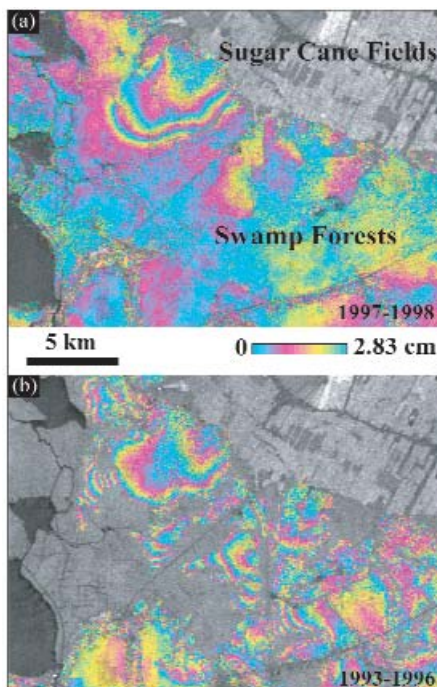 (a)
Sugar Cane Fields
Swamp Forests
1997-1998
5 km
0 2.83 cm
(b)
1993-1996